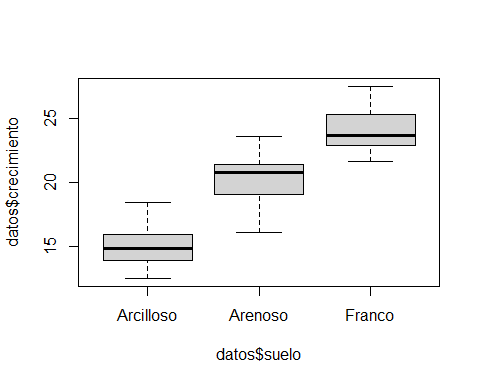 datos$crecimiento
25
20
15
Arcilloso Arenoso Franco
datos$suelo